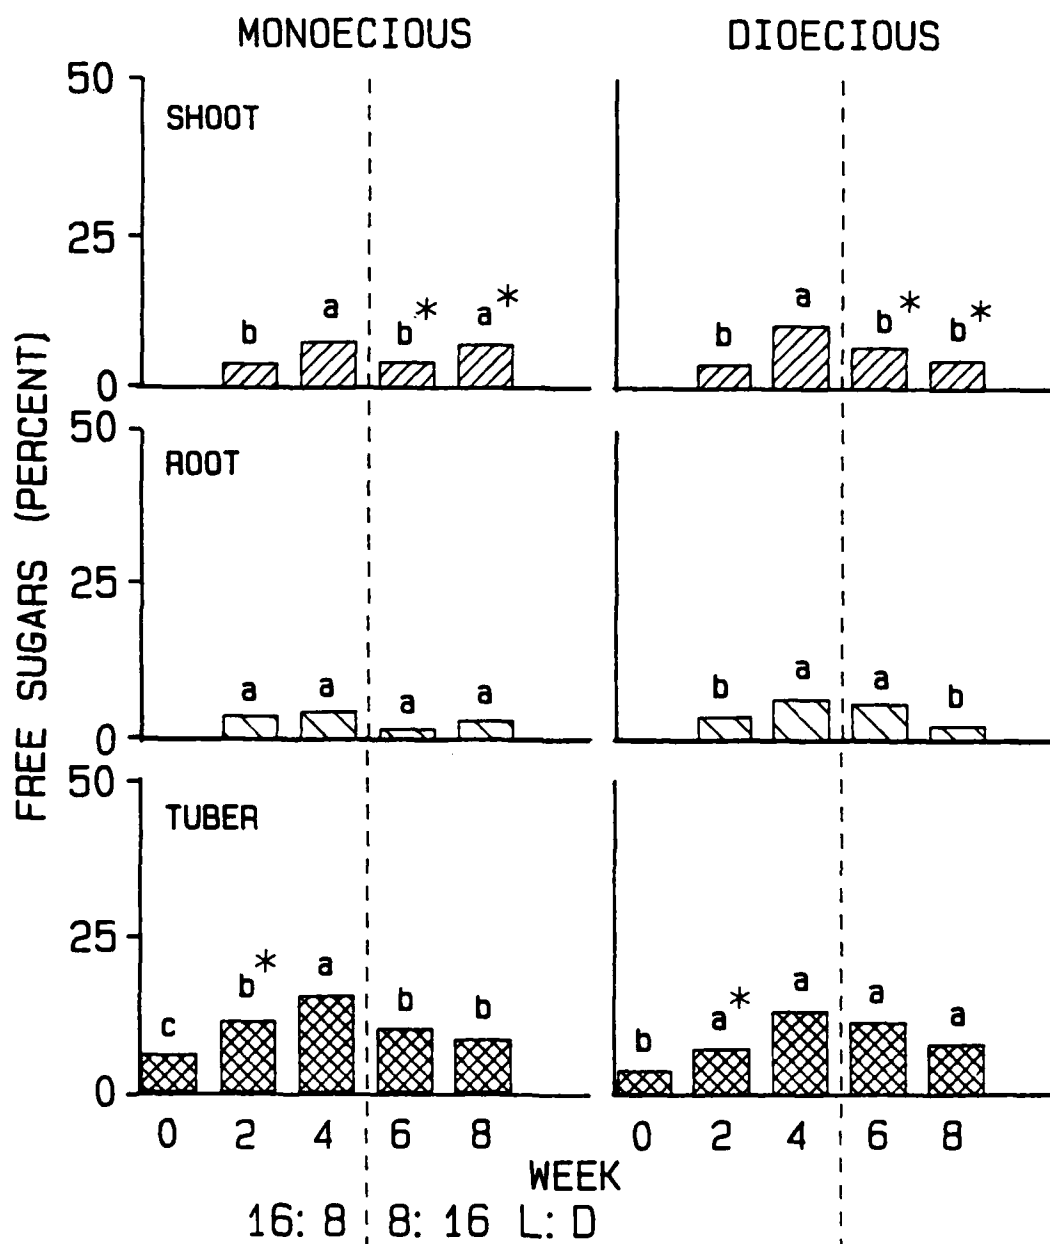 MONOECIOUS DIOECIOUS
FREE SUGARS (PERCENT)
50
SHOOT
25
b a b* a* b a b* b*
0
50
ROOT
25
a a a a b a a b
0
50
TUBER
25
c b* a b b b a* a a a
0
0 2 4 6 8 0 2 4 6 8
WEEK
16:8 8:16 L:D